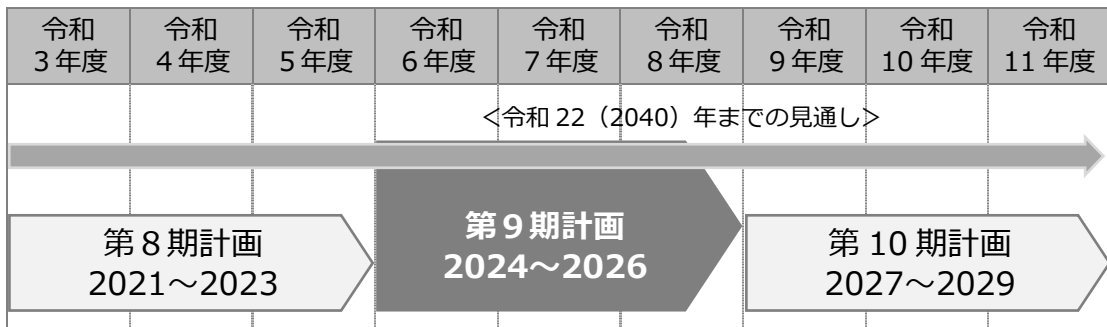 令和 令和 令和 令和 令和 令和 令和 令和 令和
3年度 4年度 5年度 6年度 7年度 8年度 9年度 10年度 11年度
＜令和 22（2040）年までの見通し＞
第8期計画
2021～2023
第9期計画
2024～2026
第 10 期計画
2027～2029